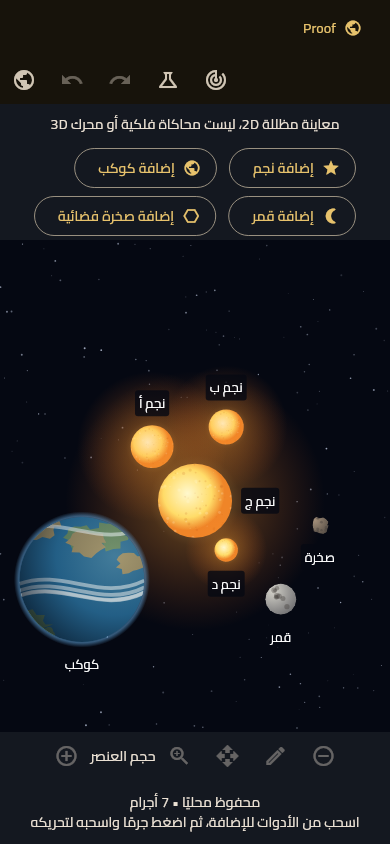 Proof
معاينة مظللة 2D، ليست محاكاة فلكية أو محرك 3D
إضافة نجم
إضافة كوكب
إضافة قمر
إضافة صخرة فضائية
نجم ب
نجم أ
نجم ج
صخرة
نجم د
قمر
كوكب
حجم العنصر
محفوظ محليًا • 7 أجرام
اسحب من الأدوات للإضافة، ثم اضغط جرمًا واسحبه لتحريكه